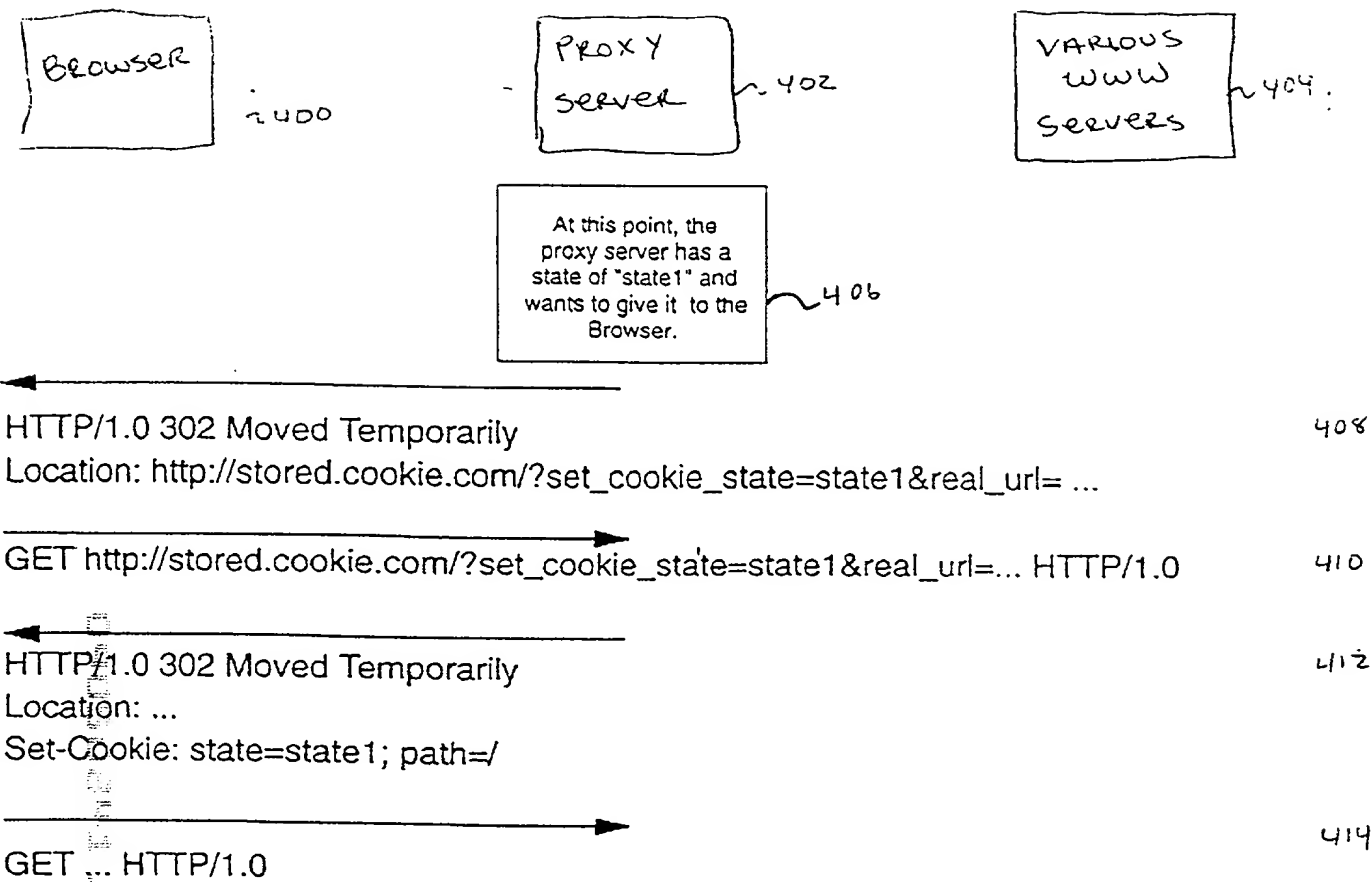 BROWSER
400
PROXY
SERVER
402
VARIOUS
WWW
SERVERS
404
At this point, the
proxy server has a
state of "state1" and
wants to give it to the
Browser.
406
HTTP/1.0 302 Moved Temporarily
408
Location: http://stored.cookie.com/?set_cookie_state=state1&real_url= ...
GET http://stored.cookie.com/?set_cookie_state=state1&real_url=... HTTP/1.0
410
HTTP/1.0 302 Moved Temporarily
412
Location: ...
Set-Cookie: state=state1; path=/
414
GET ... HTTP/1.0